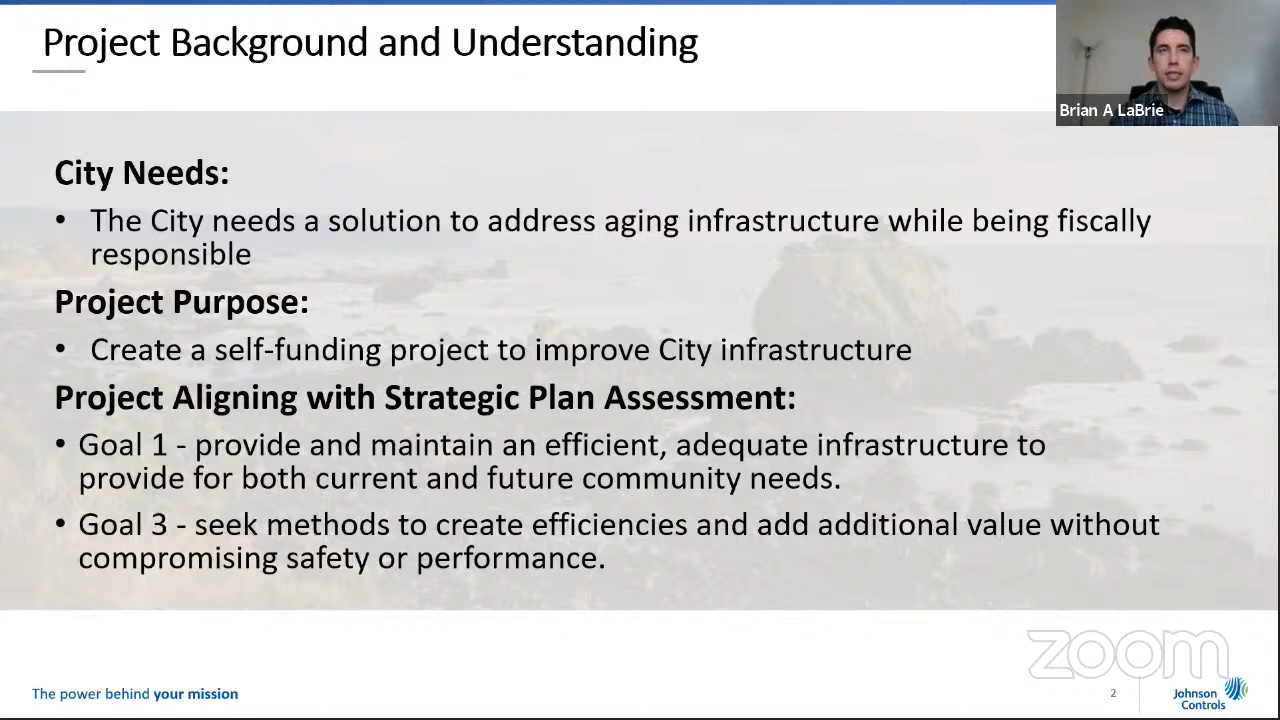 Project Background and Understanding
Brian A LaBrie
City Needs:
• The City needs a solution to address aging infrastructure while being fiscally
responsible
Project Purpose:
• Create a self-funding project to improve City infrastructure
Project Aligning with Strategic Plan Assessment:
• Goal 1 - provide and maintain an efficient, adequate infrastructure to
provide for both current and future community needs.
• Goal 3 - seek methods to create efficiencies and add additional value without
compromising safety or performance.
zoom
The power behind your mission
2
Johnson
Controls